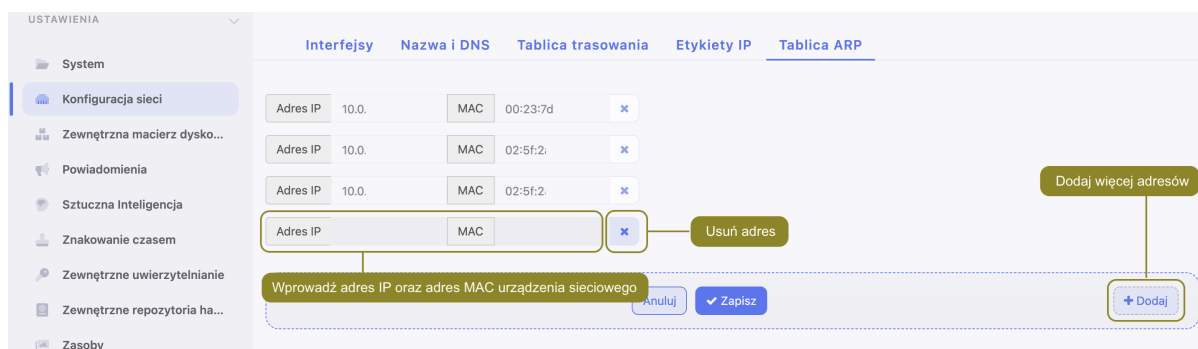 USTAWIENIA
Interfejsy Nazwa i DNS Tablica trasowania Etykiety IP Tablica ARP
System
Konfiguracja sieci
Adres IP 10.0. MAC 00:23:7d
Zewnętrzna macierz dysko...
Adres IP 10.0. MAC 02:5f:2
Powiadomienia
Adres IP 10.0. MAC 02:5f:2
Dodaj więcej adresów
Sztuczna Inteligencja
Adres IP MAC
Usuń adres
Znakowanie czasem
Zewnętrzne uwierzytelnianie
Wprowadź adres IP oraz adres MAC urządzenia sieciowego
Anuluj Zapisz
+ Dodaj
Zewnętrzne repozytoria ha...
Zasoby